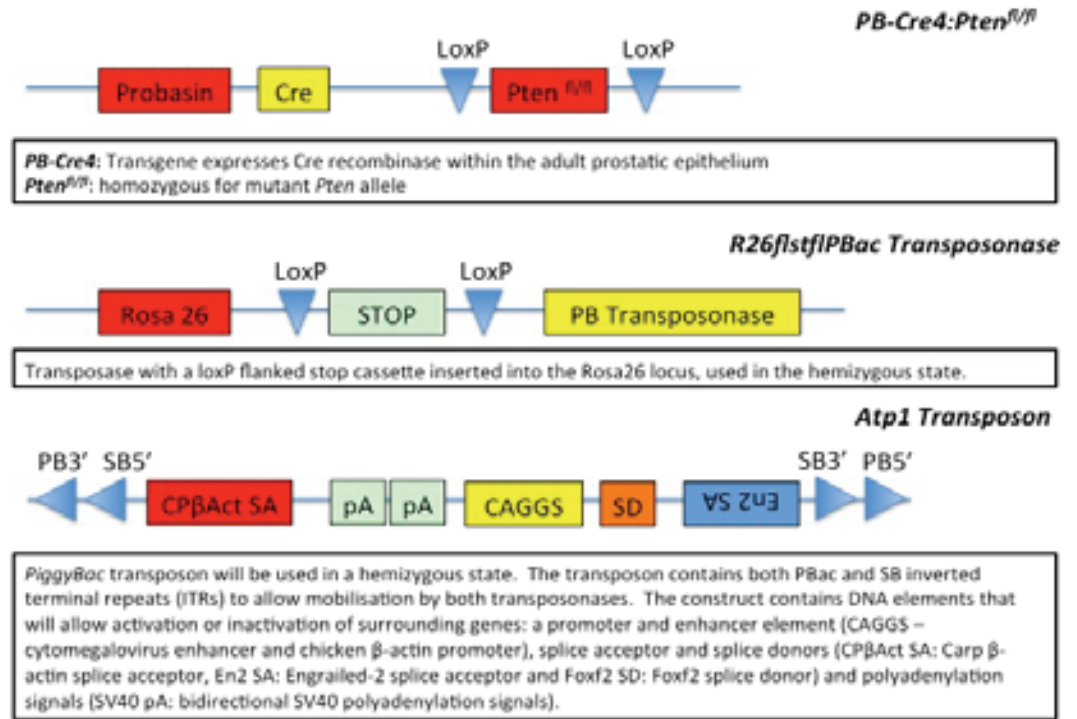 PB-Cre4:Pten fl/fl
LoxP LoxP
Probasin Cre Pten fl/fl
PB-Cre4: Transgene expresses Cre recombinase within the adult prostatic epithelium
Pten fl/fl: homozygous for mutant Pten allele
R26flstflPBac Transposonase
LoxP LoxP
Rosa 26 STOP PB Transposonase
Transposase with a loxP flanked stop cassette inserted into the Rosa26 locus, used in the hemizygous state.
Atp1 Transposon
PB3' SB5' SB3' PB5'
CPβAct SA pA pA CAGGS SD En2 SA
PiggyBac transposon will be used in a hemizygous state. The transposon contains both PBac and SB inverted
terminal repeats (ITRs) to allow mobilisation by both transposonases. The construct contains DNA elements that
will allow activation or inactivation of surrounding genes: a promoter and enhancer element (CAGGS –
cytomegalovirus enhancer and chicken β-actin promoter), splice acceptor and splice donors (CPβAct SA: Carp β-
actin splice acceptor, En2 SA: Engrailed-2 splice acceptor and Foxf2 SD: Foxf2 splice donor) and polyadenylation
signals (SV40 pA: bidirectional SV40 polyadenylation signals).